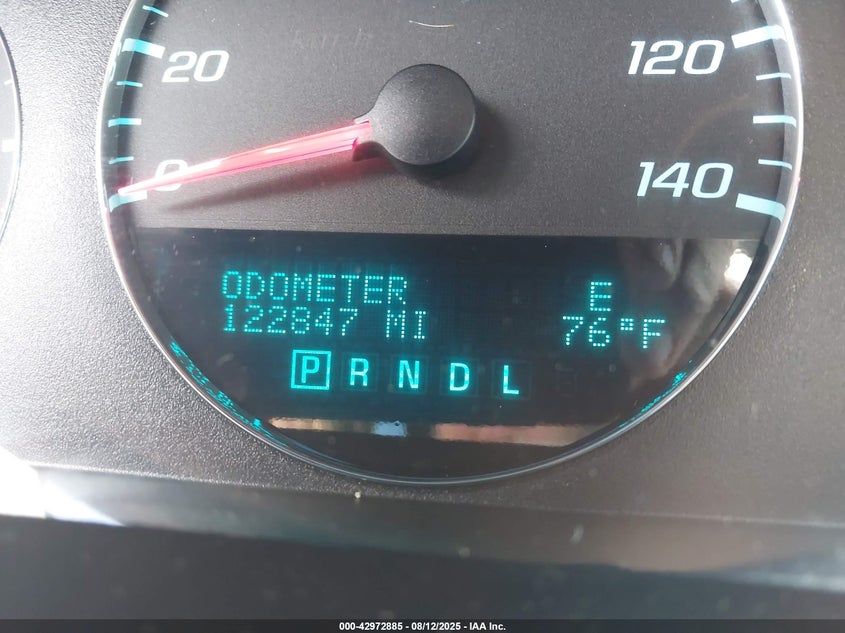 20
120
0
140
ODOMETER E
122847 MI 76°F
P R N D L
000-42972885 - 08/12/2025 - IAA Inc.